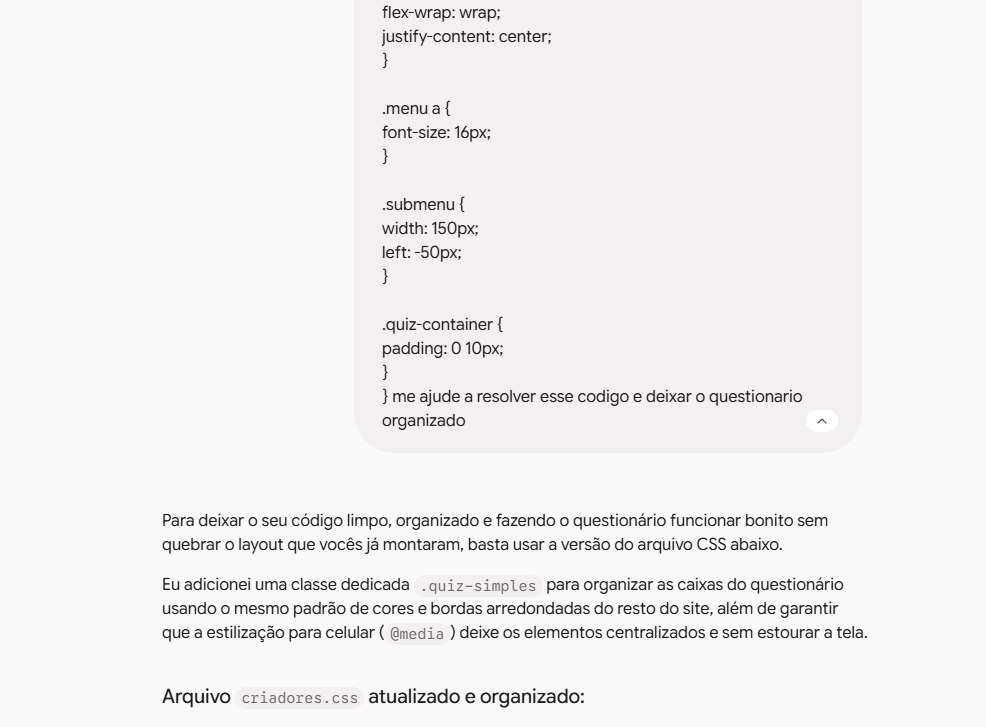 flex-wrap: wrap;
justify-content: center;
}
.menu a {
font-size: 16px;
}
.submenu {
width: 150px;
left: -50px;
}
.quiz-container {
padding: 0 10px;
}
} me ajude a resolver esse codigo e deixar o questionario
organizado
Para deixar o seu código limpo, organizado e fazendo o questionário funcionar bonito sem
quebrar o layout que vocês já montaram, basta usar a versão do arquivo CSS abaixo.
Eu adicionei uma classe dedicada .quiz-simples para organizar as caixas do questionário
usando o mesmo padrão de cores e bordas arredondadas do resto do site, além de garantir
que a estilização para celular ( @media ) deixe os elementos centralizados e sem estourar a tela.
Arquivo criadores.css atualizado e organizado: